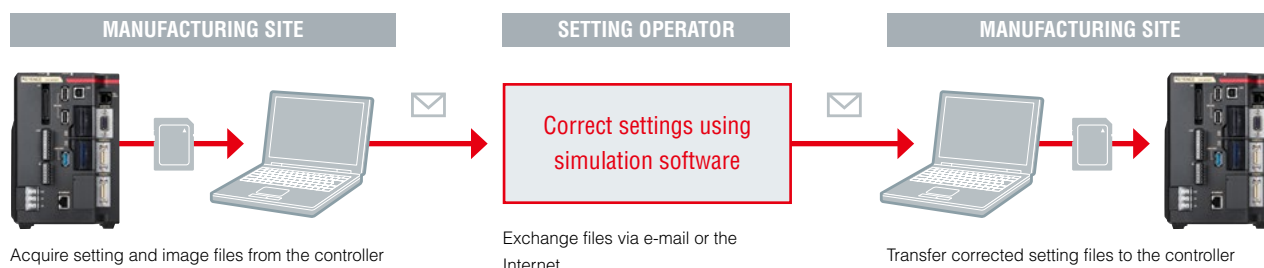 MANUFACTURING SITE
SETTING OPERATOR
MANUFACTURING SITE
Correct settings using
simulation software
Acquire setting and image files from the controller
Exchange files via e-mail or the
Internet
Transfer corrected setting files to the controller